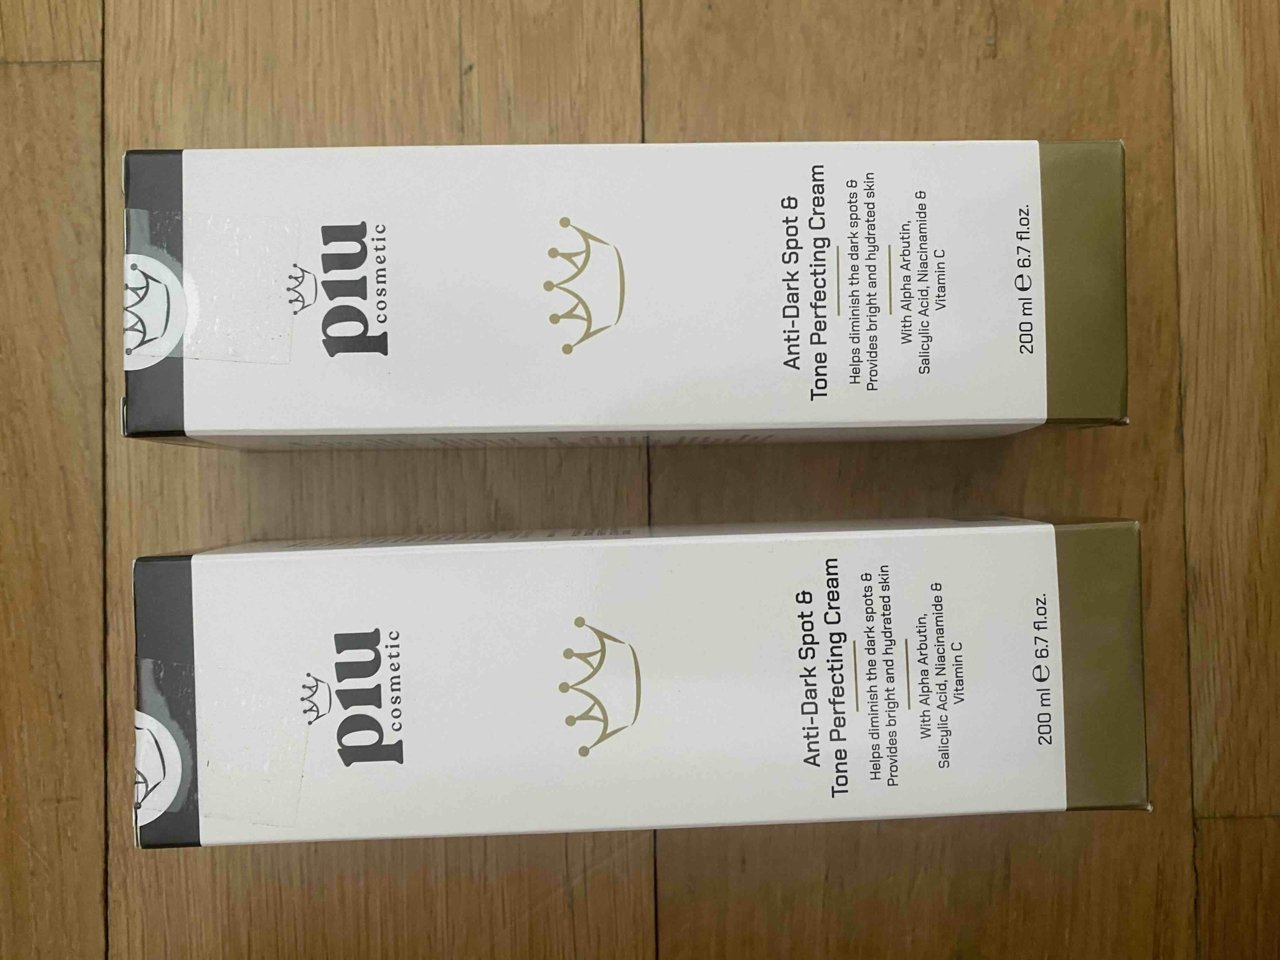 piu
cosmetic
Anti-Dark Spot &
Tone Perfecting Cream
Helps diminish the dark spots &
Provides bright and hydrated skin
With Alpha Arbutin,
Salicylic Acid, Niacinamide &
Vitamin C
200 ml ℮ 6.7 fl.oz.
piu
cosmetic
Anti-Dark Spot &
Tone Perfecting Cream
Helps diminish the dark spots &
Provides bright and hydrated skin
With Alpha Arbutin,
Salicylic Acid, Niacinamide &
Vitamin C
200 ml ℮ 6.7 fl.oz.